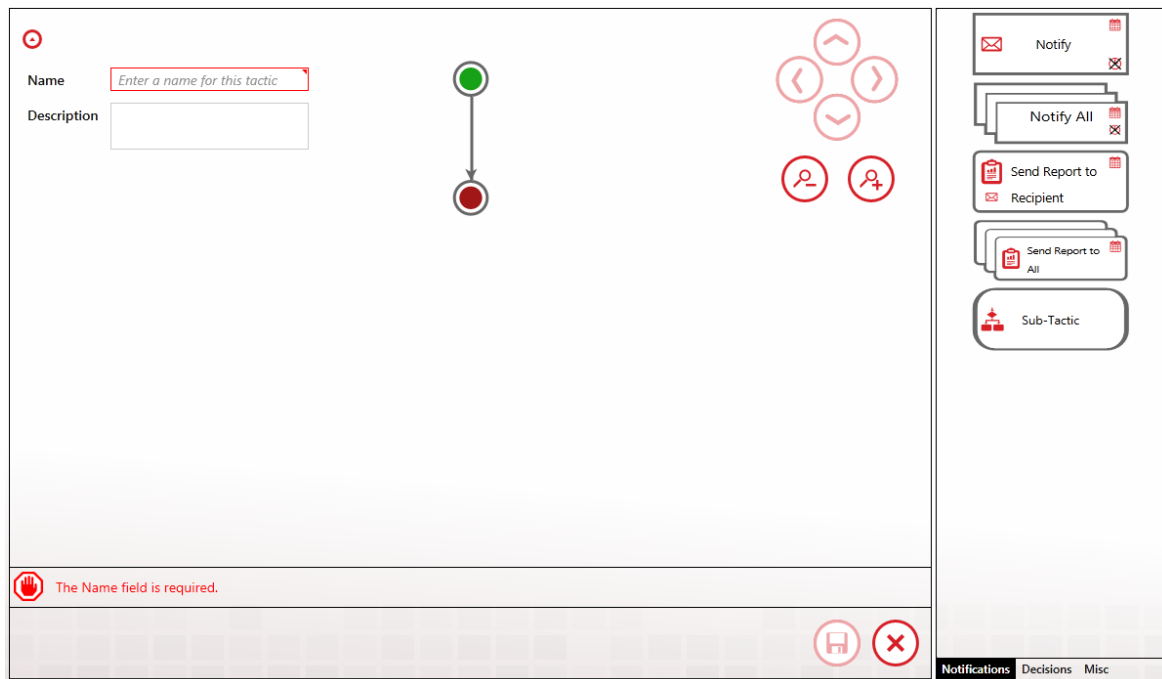 Name
Enter a name for this tactic
Description
The Name field is required.
Notify
Notify All
Send Report to
Recipient
Send Report to
All
Sub-Tactic
Notifications Decisions Misc